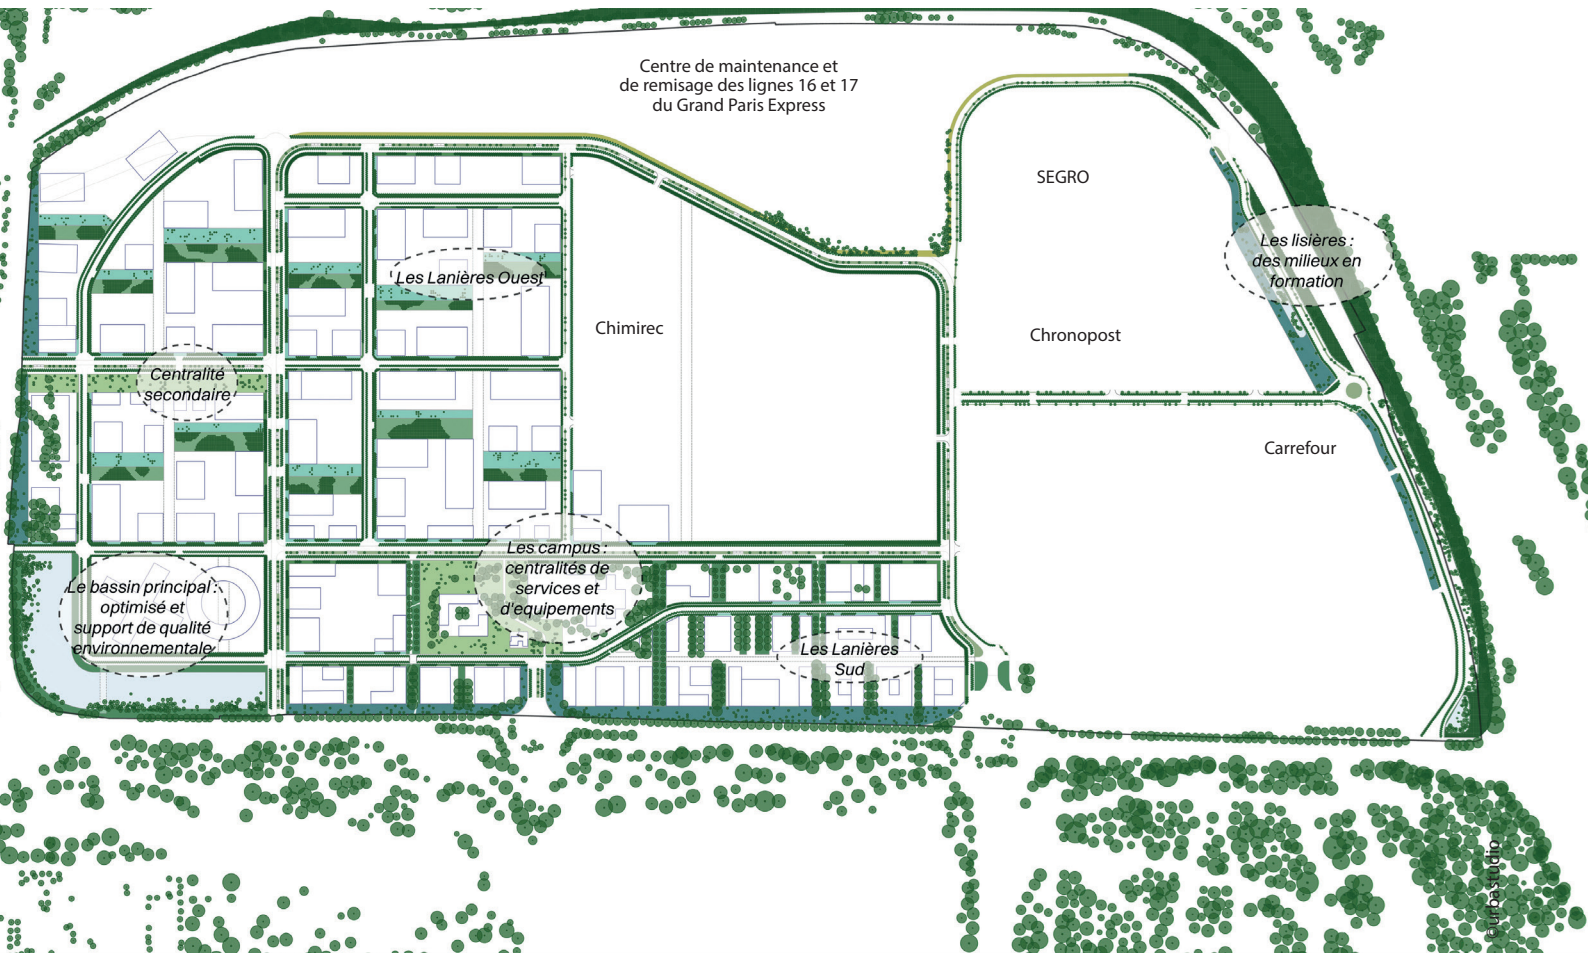 Centre de maintenance et
de remisage des lignes 16 et 17
du Grand Paris Express
SEGRO
Les lisières :
des milieux en
formation
Les Lanières Ouest
Chimirec
Chronopost
Centralité
secondaire
Carrefour
Les campus :
centralités de
services et
d'equipements
Le bassin principal :
optimisé et
support de qualité
environnementale
Les Lanières
Sud
©urbastudio